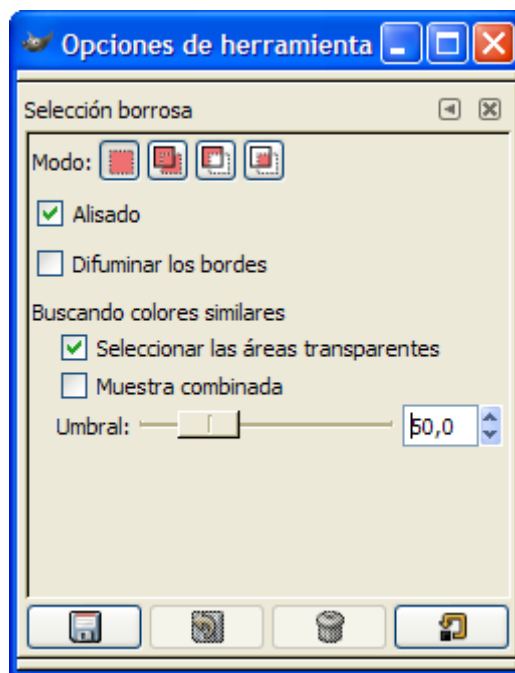 Opciones de herramienta
Selección borrosa
Modo:
Alisado
Difuminar los bordes
Buscando colores similares
Seleccionar las áreas transparentes
Muestra combinada
Umbral: 50,0